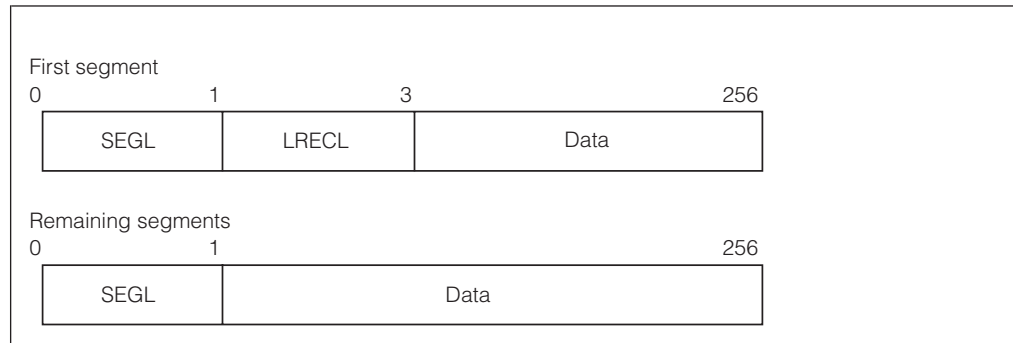 First segment
0 1 3 256
SEGL LRECL Data
Remaining segments
0 1 256
SEGL Data